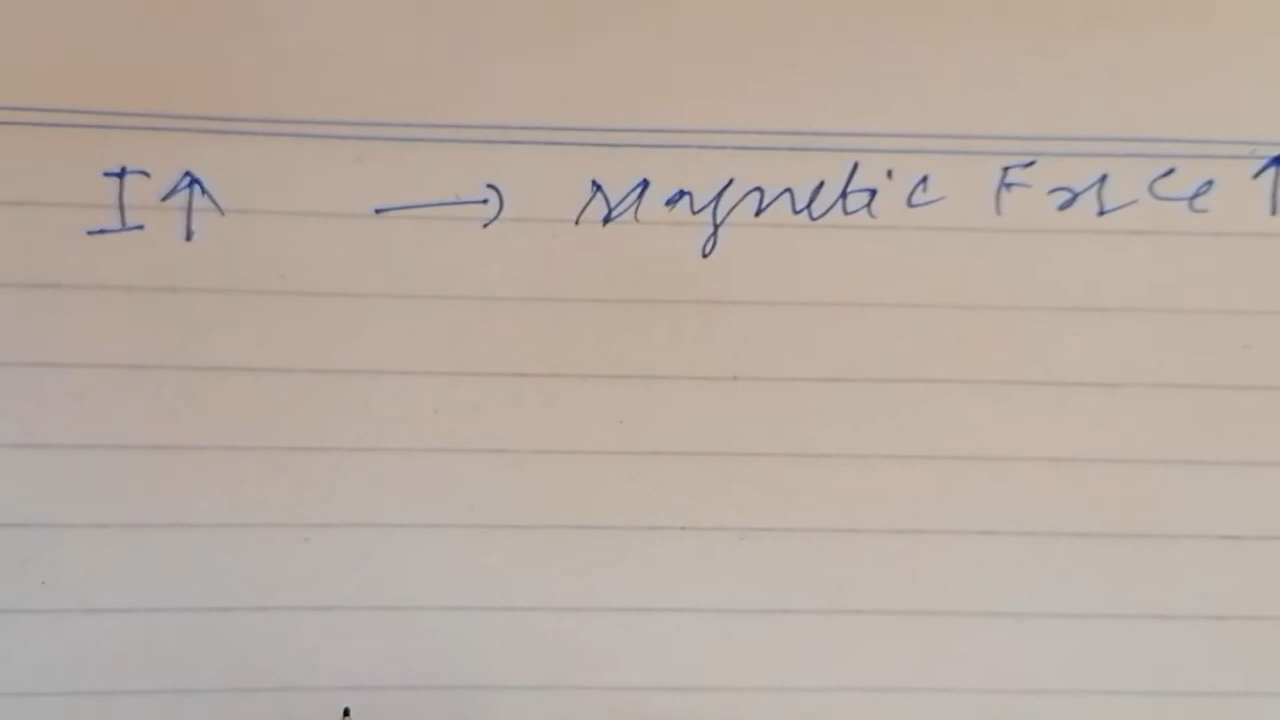 I↑ → Magnetic Force ↑